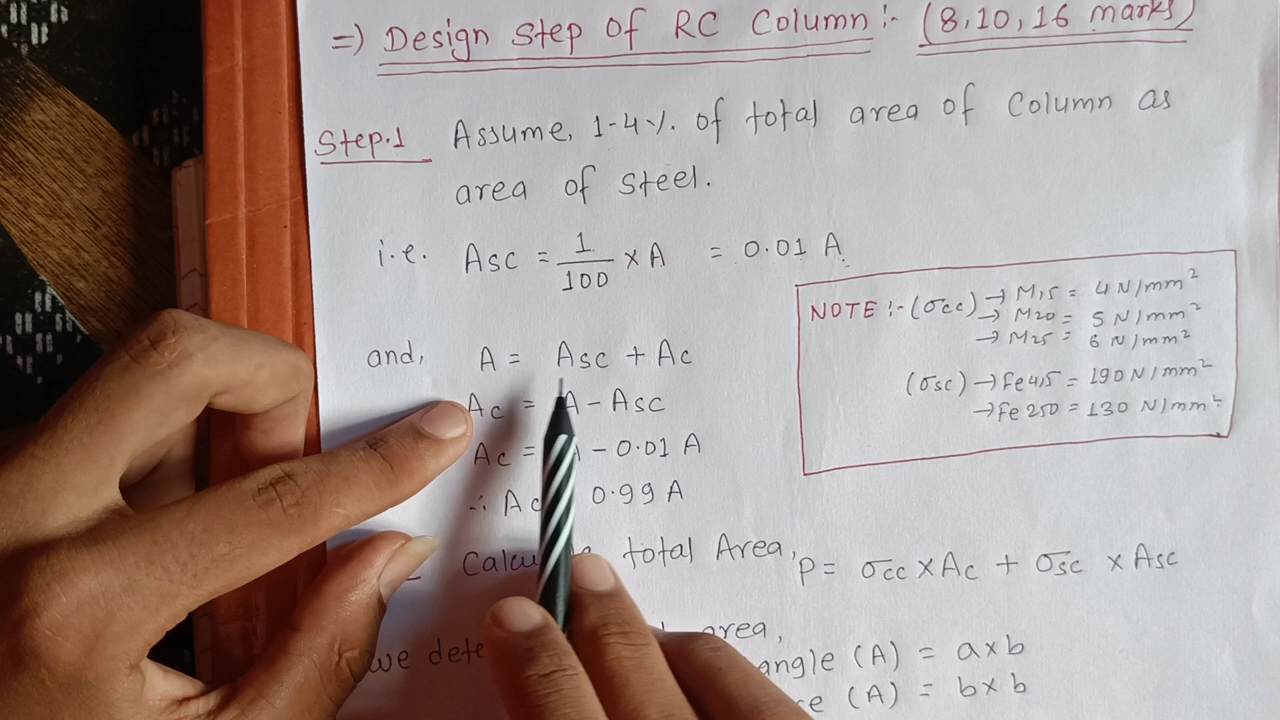 =) Design Step of RC Column :- (8,10,16 marks)
Step.1 Assume, 1-4%. of total area of Column as
area of Steel.
i.e. Asc = 1/100 x A = 0.01 A
and, A = Asc + Ac
Ac = A - Asc
Ac = - 0.01 A
∴ Ac 0.99 A
NOTE :- (σcc) → M15 = 4 N/mm²
→ M20 = 5 N/mm²
→ M25 = 6 N/mm²
(σsc) → Fe415 = 190 N/mm²
→ Fe 250 = 130 N/mm²
total Area, P = σcc x Ac + σsc x Asc
we area,
angle (A) = a x b
(A) = b x b